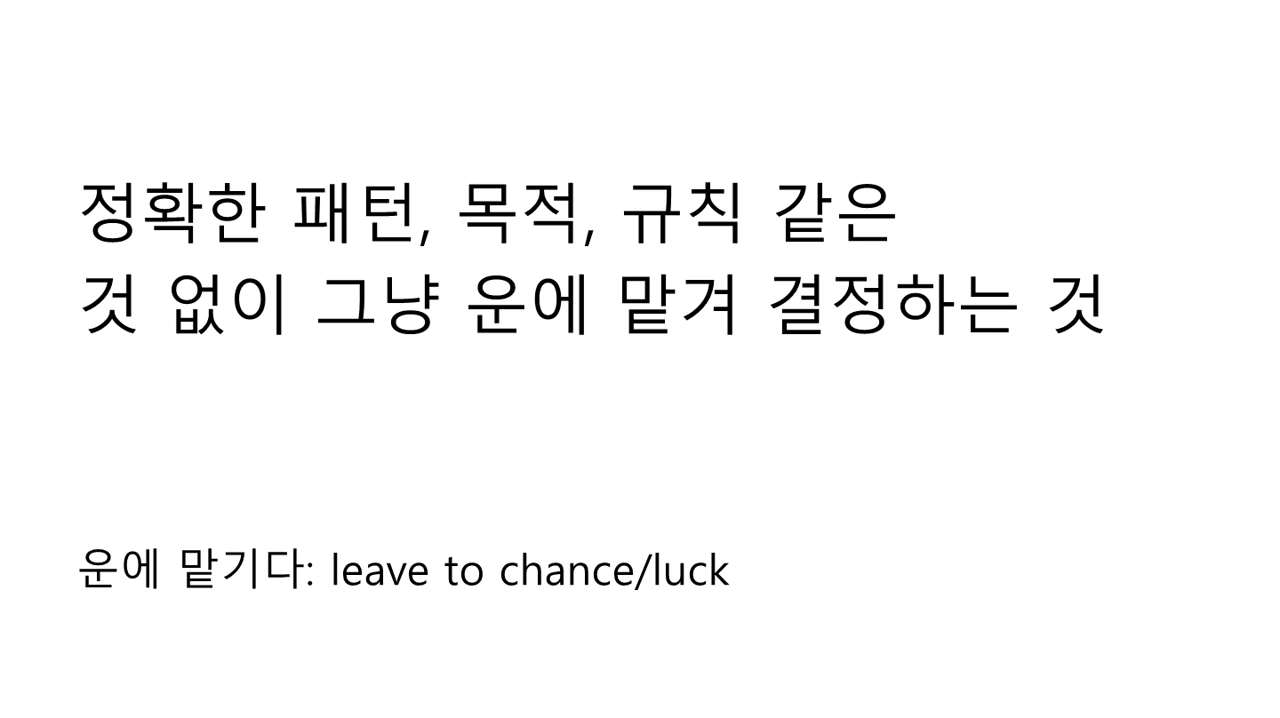 정확한 패턴, 목적, 규칙 같은
것 없이 그냥 운에 맡겨 결정하는 것
운에 맡기다: leave to chance/luck